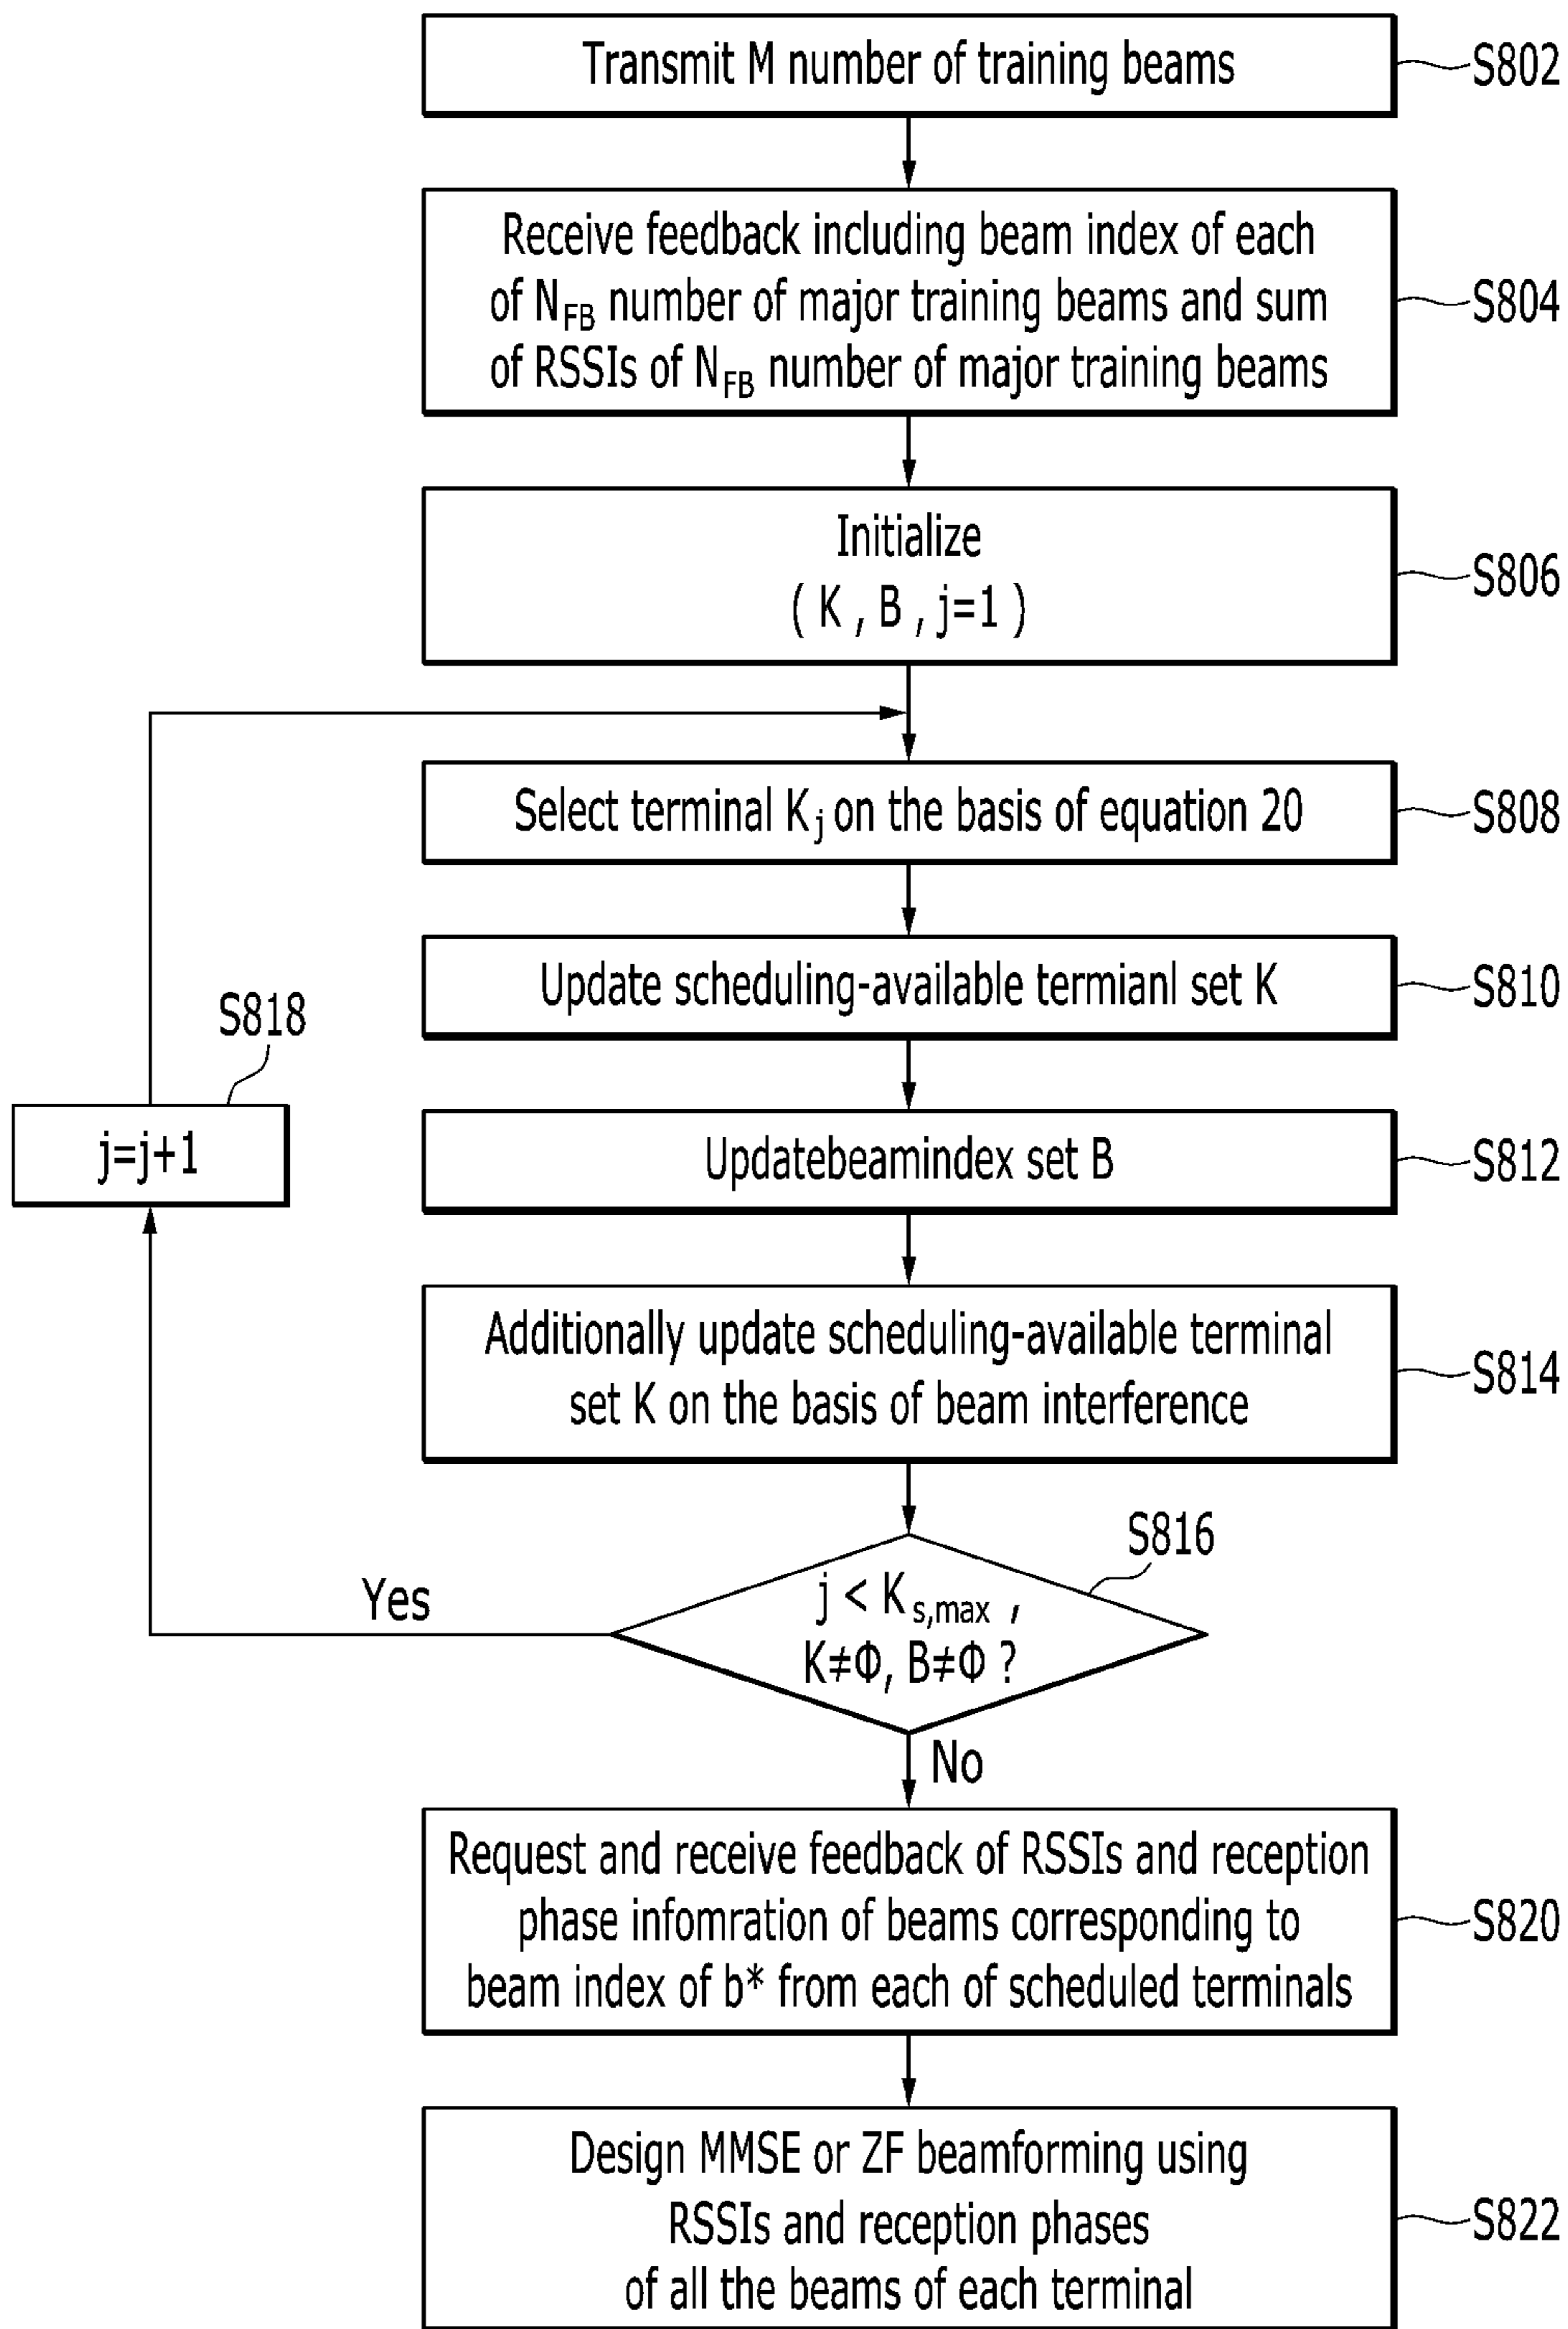 Transmit M number of training beams
S802
Receive feedback including beam index of each
of N_FB number of major training beams and sum
of RSSIs of N_FB number of major training beams
S804
Initialize
( K , B , j=1 )
S806
Select terminal K_j on the basis of equation 20
S808
Update scheduling-available termianl set K
S810
S818
j=j+1
Updatebeamindex set B
S812
Additionally update scheduling-available terminal
set K on the basis of beam interference
S814
S816
j < K_s,max ,
K≠Φ, B≠Φ ?
Yes
No
Request and receive feedback of RSSIs and reception
phase infomration of beams corresponding to
beam index of b* from each of scheduled terminals
S820
Design MMSE or ZF beamforming using
RSSIs and reception phases
of all the beams of each terminal
S822